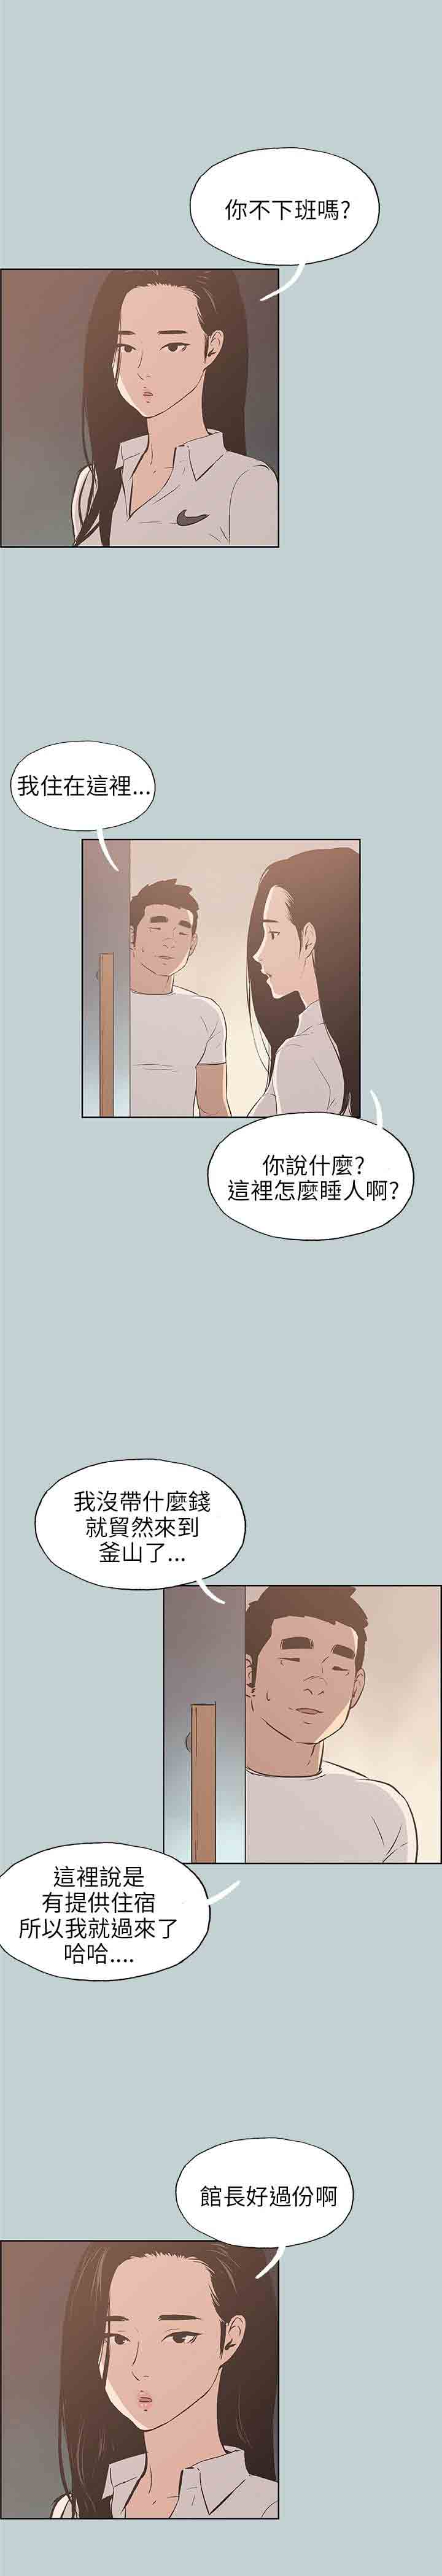 你不下班嗎?
我住在這裡...
你說什麼?
這裡怎麼睡人啊?
我沒帶什麼錢
就貿然來到
釜山了...
這裡說是
有提供住宿
所以我就過來了
哈哈....
館長好過份啊